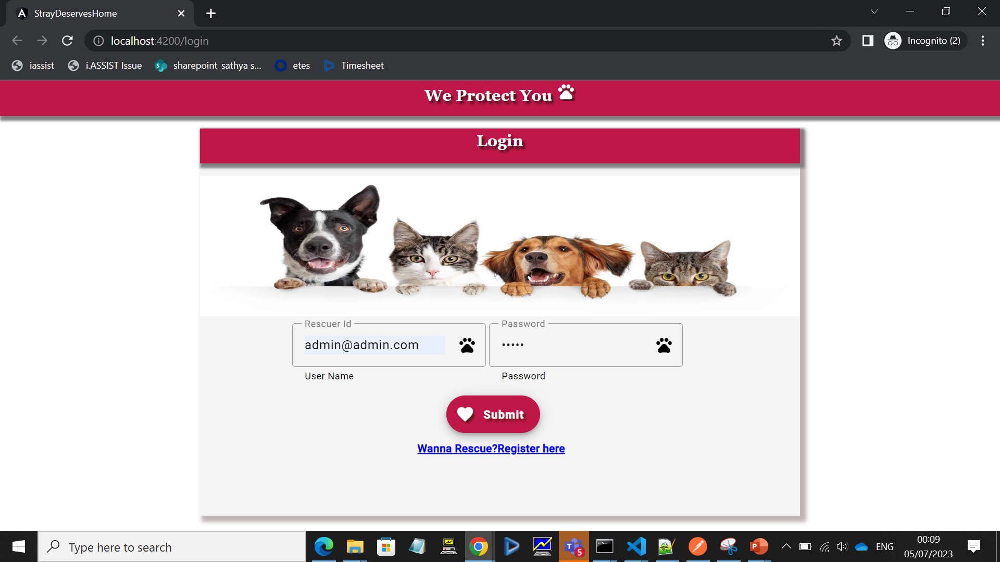 StrayDeservesHome
localhost:4200/login
Incognito (2)
iassist
i.ASSIST Issue
sharepoint_sathya s...
etes
Timesheet
We Protect You
Login
Rescuer Id
Password
admin@admin.com
•••••
User Name
Password
Submit
Wanna Rescue?Register here
Type here to search
5
ENG
00:09
05/07/2023